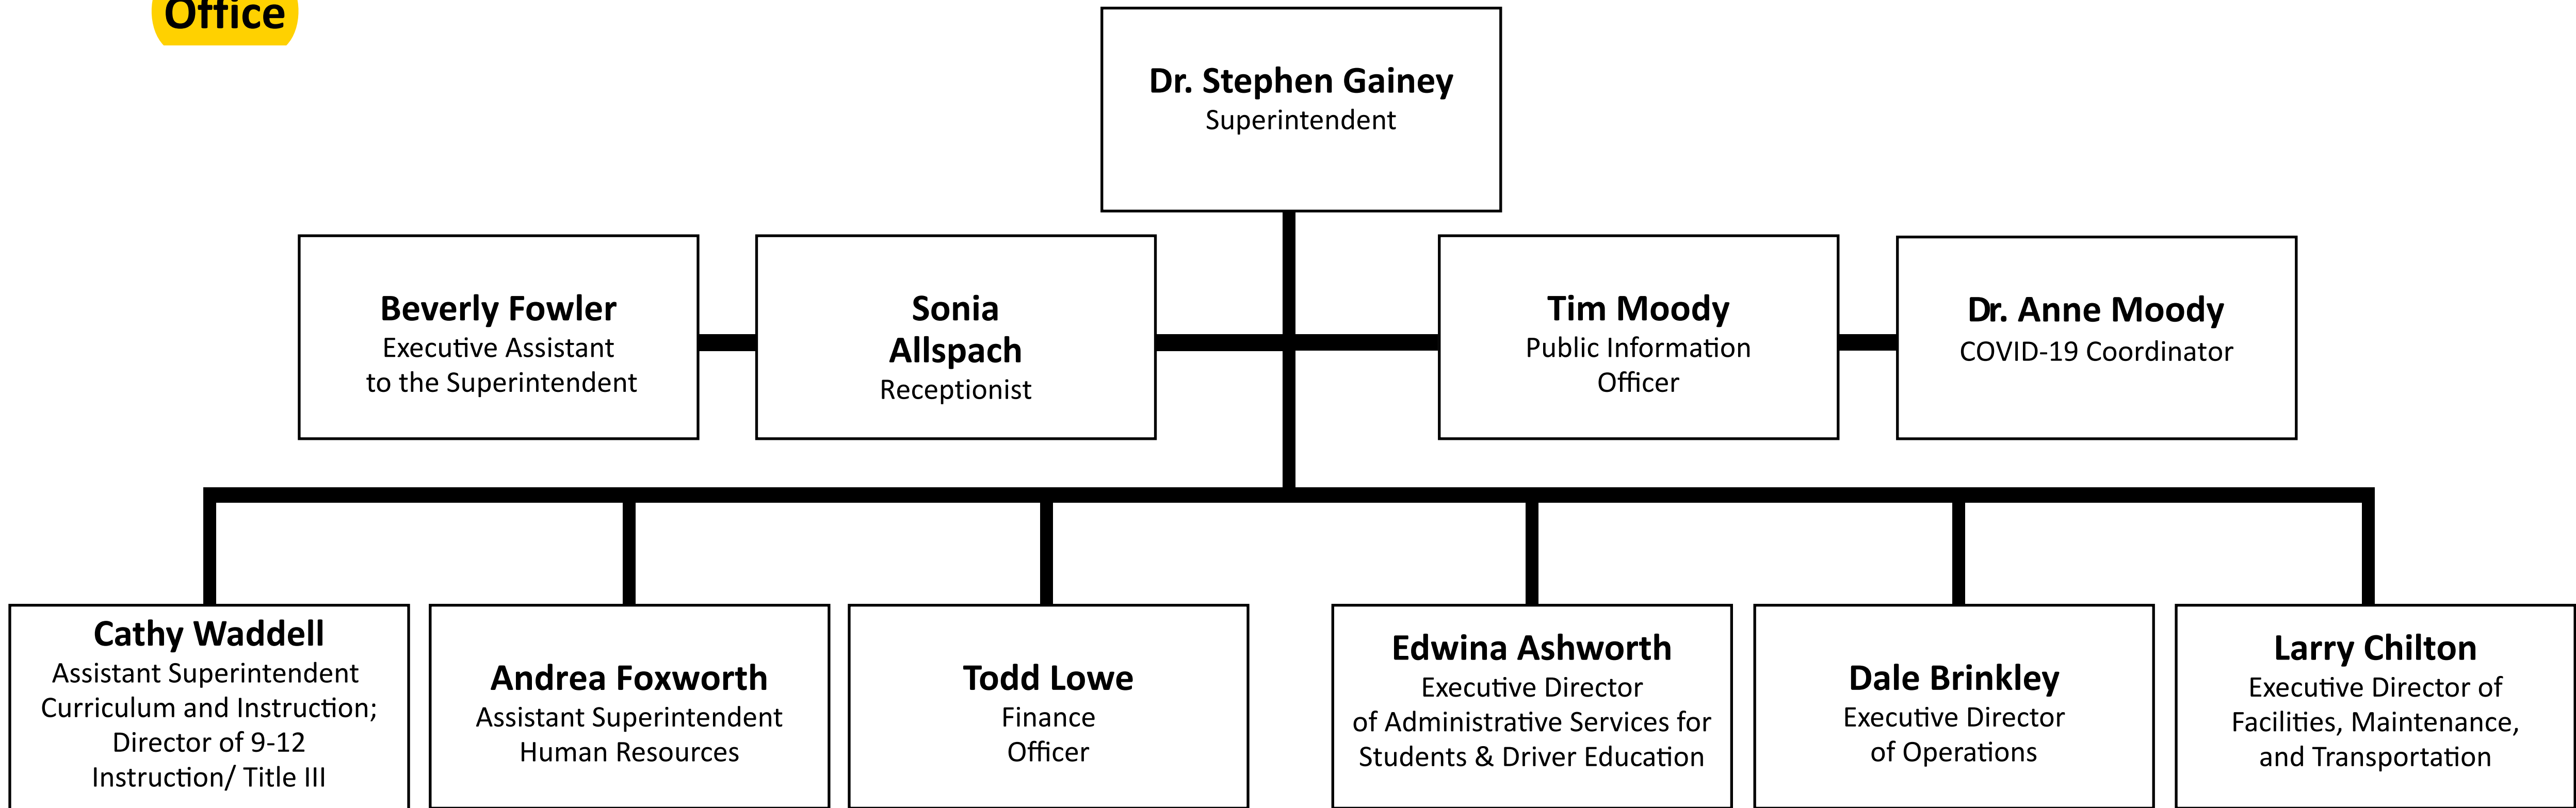 Office
Dr. Stephen Gainey
Superintendent
Beverly Fowler
Executive Assistant
to the Superintendent
Sonia
Allspach
Receptionist
Tim Moody
Public Information
Officer
Dr. Anne Moody
COVID-19 Coordinator
Cathy Waddell
Assistant Superintendent
Curriculum and Instruction;
Director of 9-12
Instruction/ Title III
Andrea Foxworth
Assistant Superintendent
Human Resources
Todd Lowe
Finance
Officer
Edwina Ashworth
Executive Director
of Administrative Services for
Students & Driver Education
Dale Brinkley
Executive Director
of Operations
Larry Chilton
Executive Director of
Facilities, Maintenance,
and Transportation